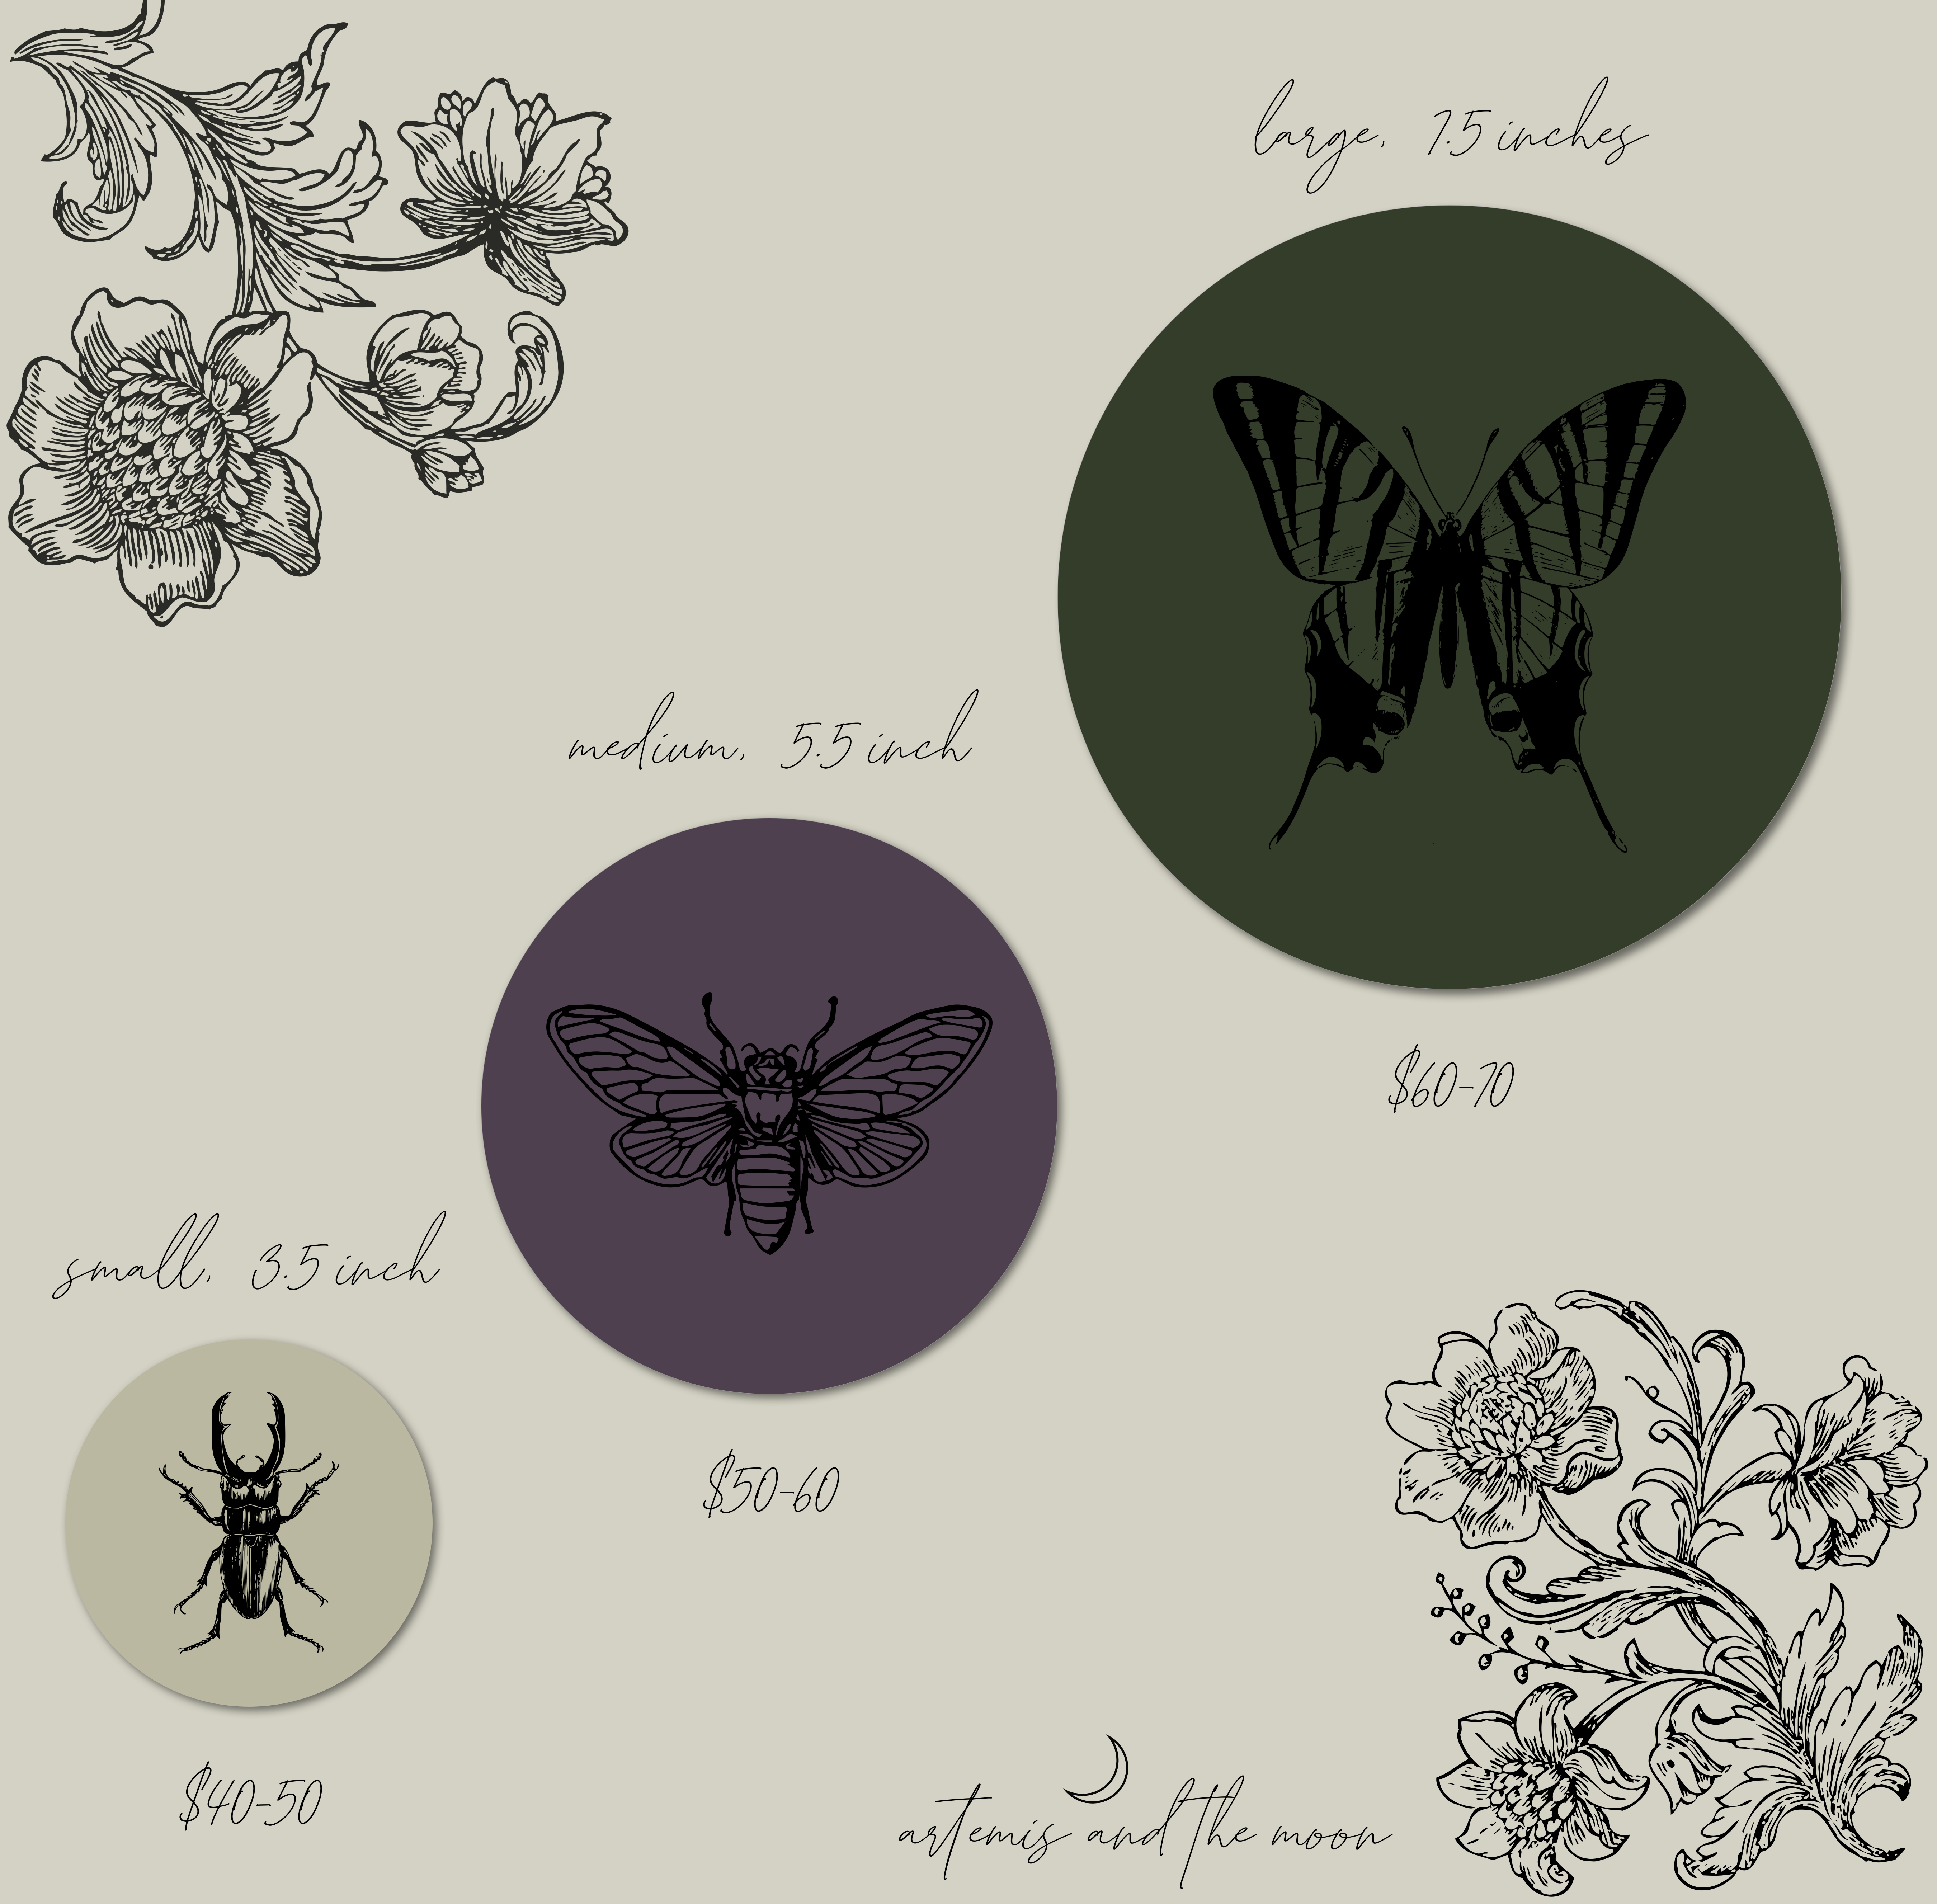 large, 7.5 inches
medium, 5.5 inch
$60-70
small, 3.5 inch
$50-60
$40-50
artemis and the moon